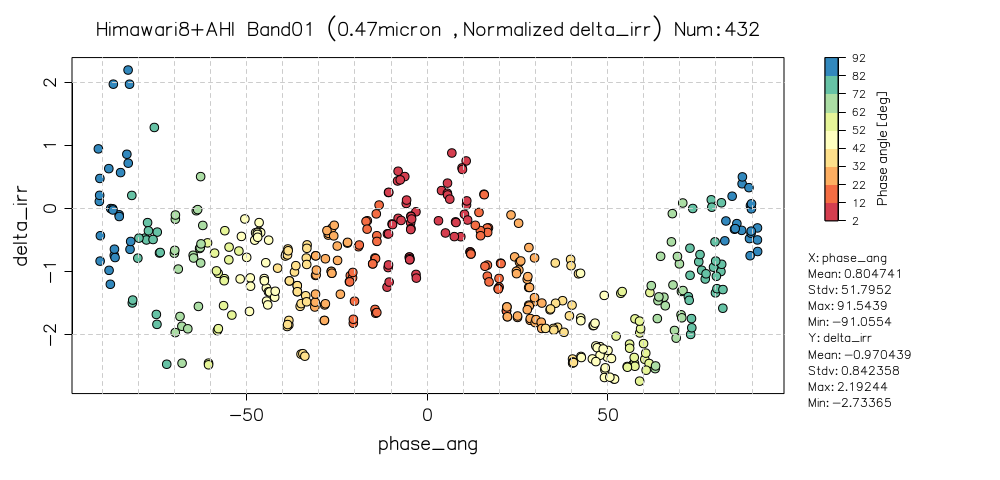 Himawari8+AHI Band01 (0.47micron ,Normalized delta_irr) Num:432
2
1
0
−1
−2
delta_irr
−50
0
50
phase_ang
92
82
72
62
52
42
32
22
12
2
Phase angle [deg]
X: phase_ang
Mean: 0.804741
Stdv: 51.7952
Max: 91.5439
Min: −91.0554
Y: delta_irr
Mean: −0.970439
Stdv: 0.842358
Max: 2.19244
Min: −2.73365